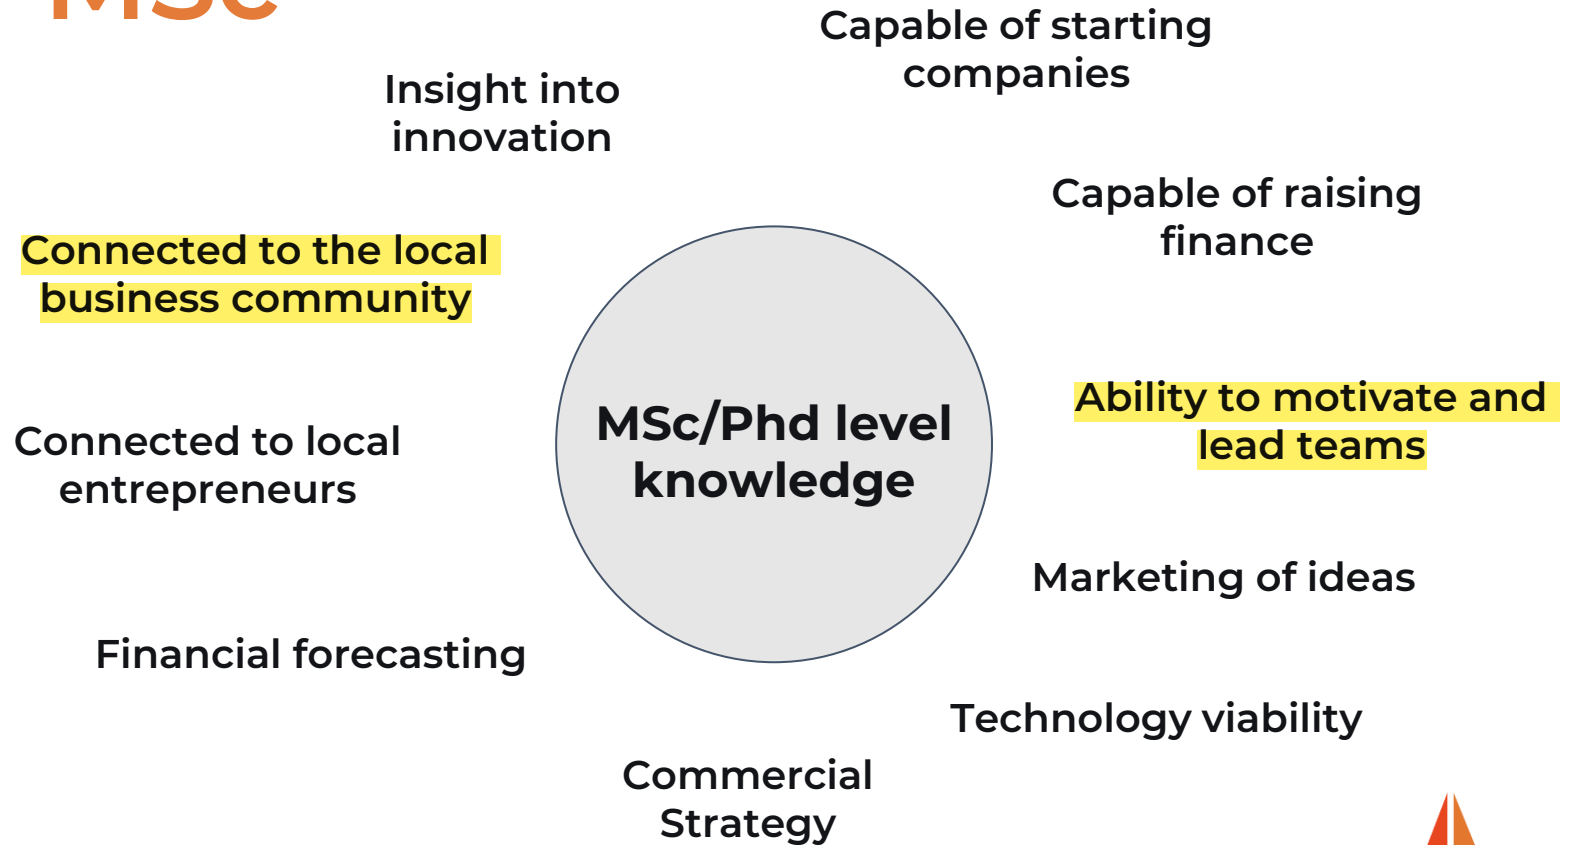 MSc
Capable of starting
companies
Insight into
innovation
Capable of raising
finance
Connected to the local
business community
Ability to motivate and
lead teams
MSc/Phd level
knowledge
Connected to local
entrepreneurs
Marketing of ideas
Financial forecasting
Technology viability
Commercial
Strategy